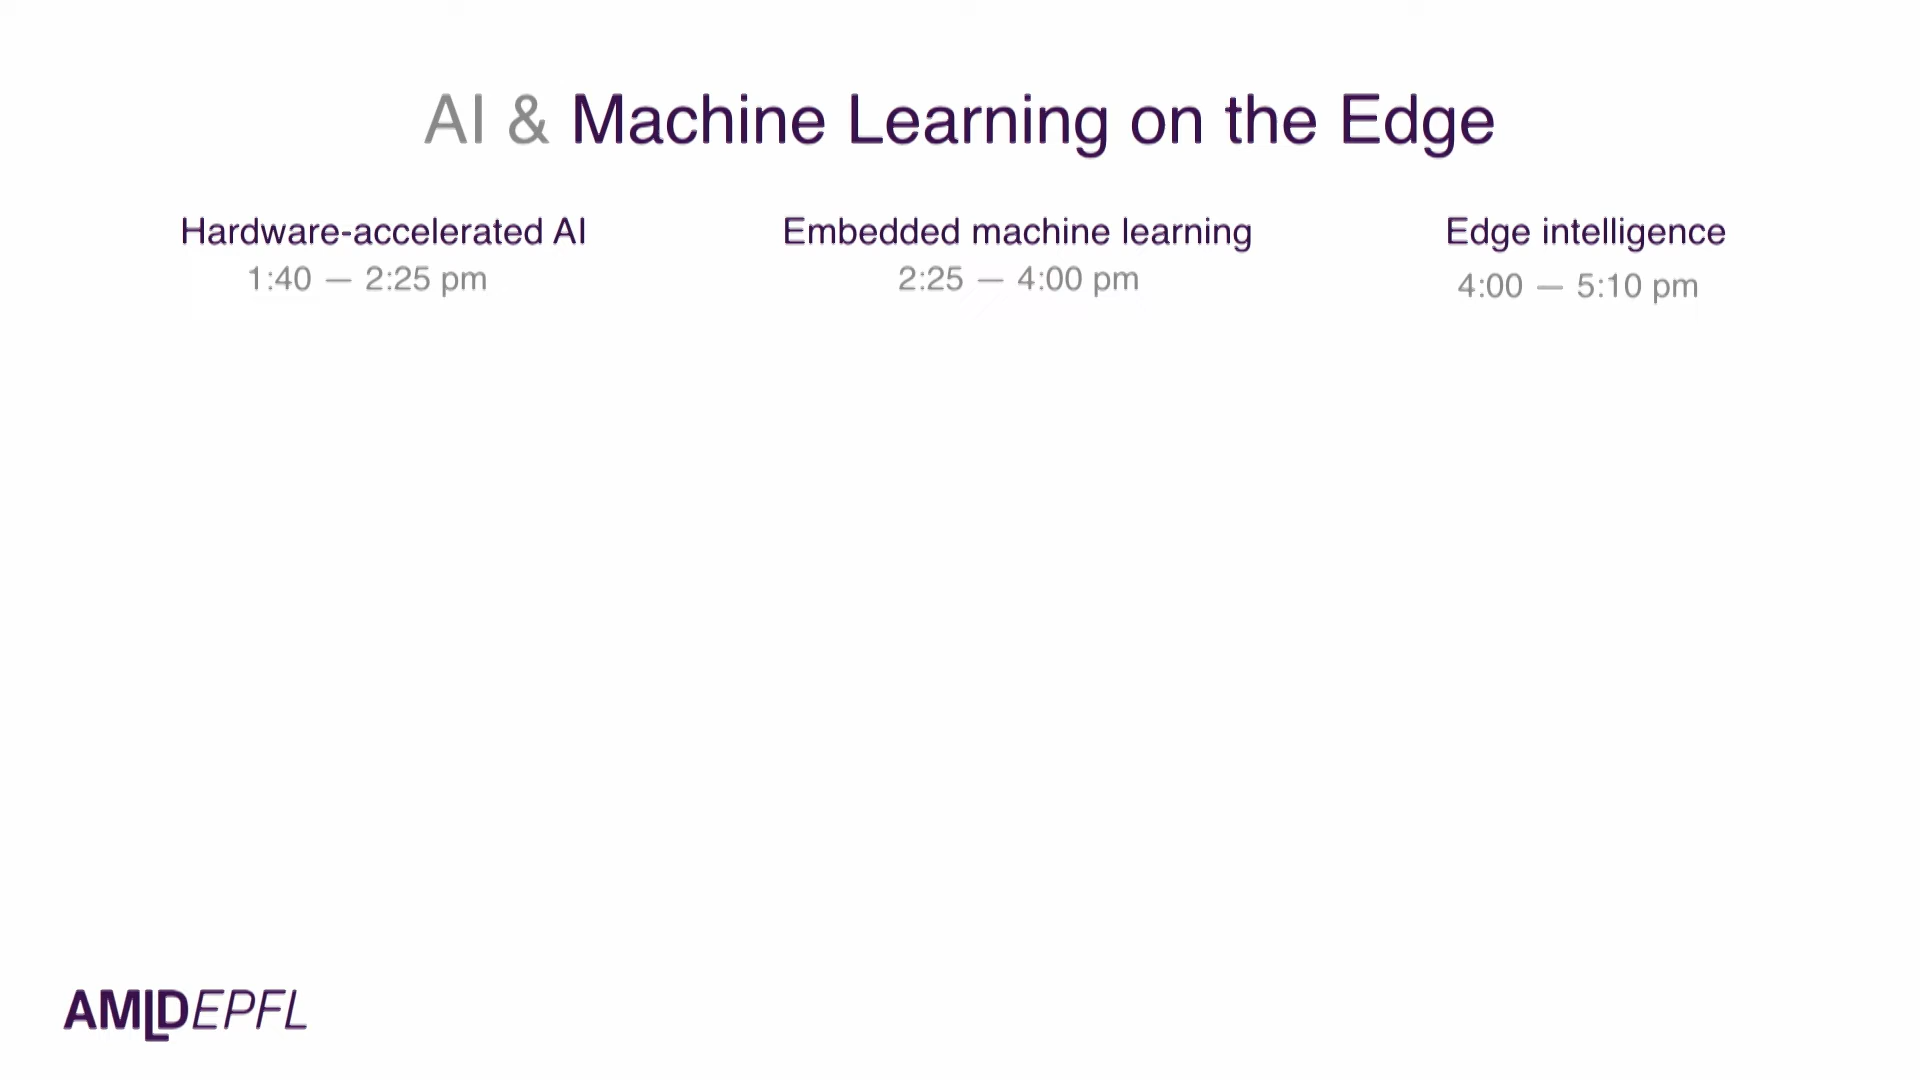 AI & Machine Learning on the Edge
Hardware-accelerated AI
1:40 — 2:25 pm
Embedded machine learning
2:25 — 4:00 pm
Edge intelligence
4:00 — 5:10 pm
AMLDEPFL